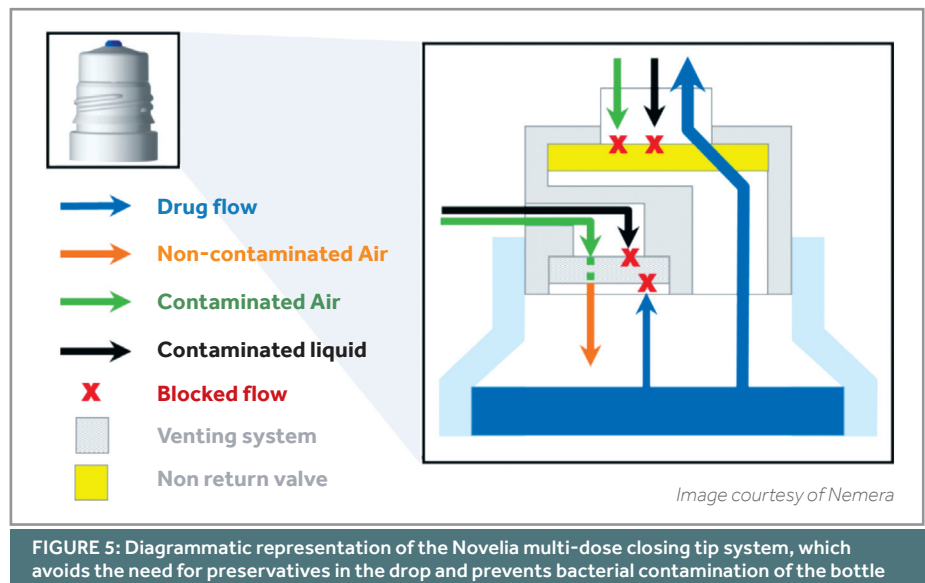 Drug flow
Non-contaminated Air
Contaminated Air
Contaminated liquid
X Blocked flow
Venting system
Non return valve
X X
X
X
Image courtesy of Nemera
FIGURE 5: Diagrammatic representation of the Novelia multi-dose closing tip system, which
avoids the need for preservatives in the drop and prevents bacterial contamination of the bottle